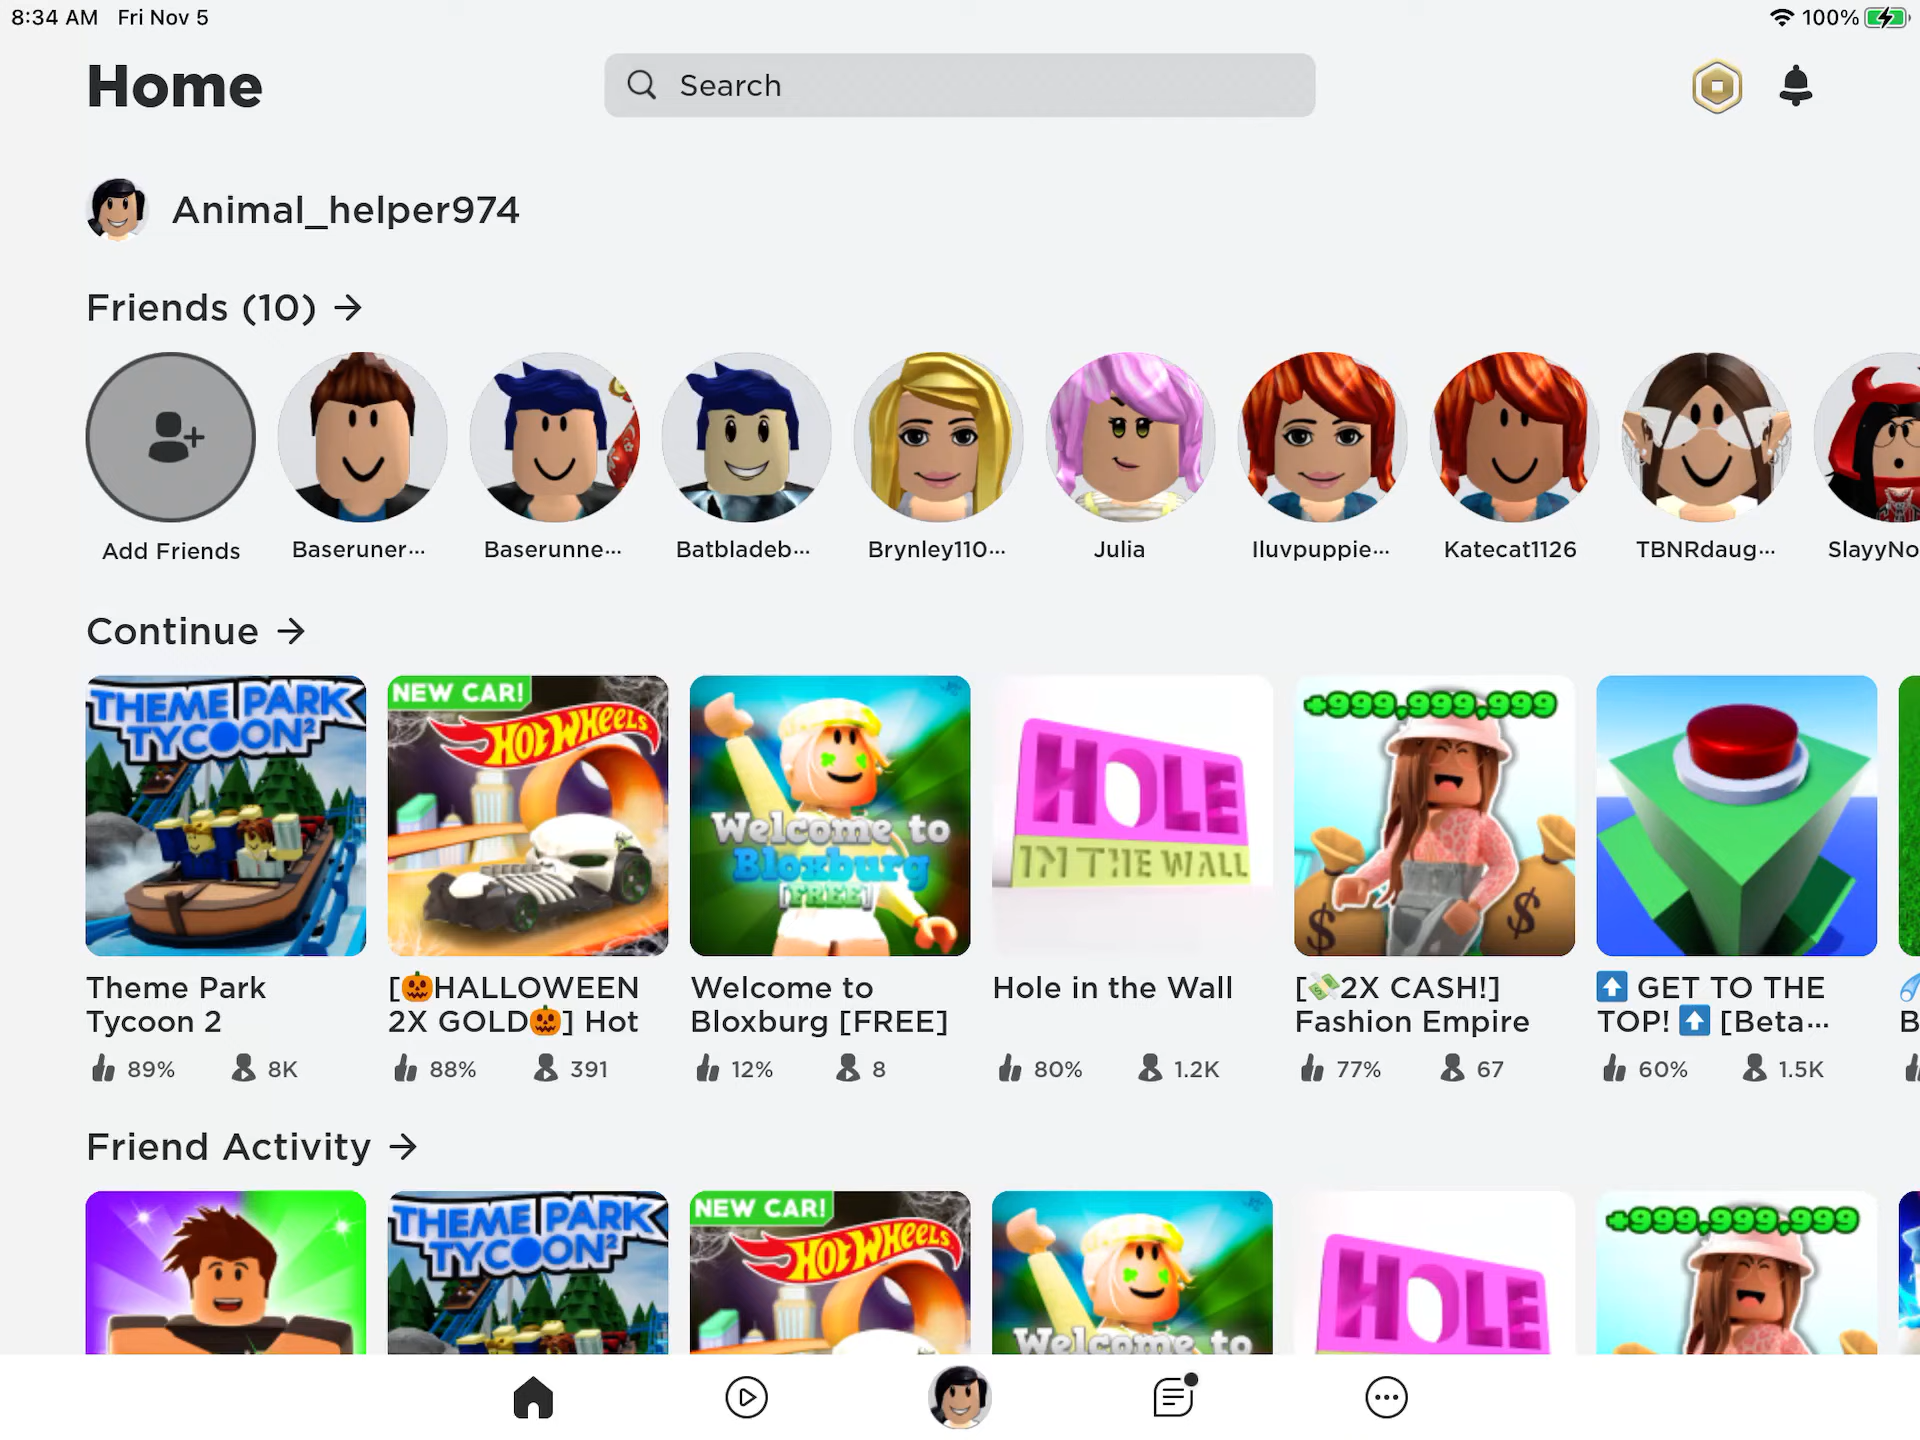 8:34 AM Fri Nov 5 100%
Home
Search
Animal_helper974
Friends (10) →
Add Friends
Baseruner...
Baserunne...
Batbladeb...
Brynley110...
Julia
Iluvpuppie...
Katecat1126
TBNRdaug...
SlayyNo
Continue →
THEME PARK
TYCOON²
NEW CAR!
HOT WHEELS
Welcome to
Bloxburg
[FREE]
HOLE
IN THE WALL
+999,999,999
$ $
Theme Park
Tycoon 2
89% 8K
[🎃HALLOWEEN
2X GOLD🎃] Hot
88% 391
Welcome to
Bloxburg [FREE]
12% 8
Hole in the Wall
80% 1.2K
[💸2X CASH!]
Fashion Empire
77% 67
⬆️ GET TO THE
TOP! ⬆️ [Beta...
60% 1.5K
B
Friend Activity →
THEME PARK
TYCOON²
NEW CAR!
HOT WHEELS
Welcome to
HOLE
+999,999,999